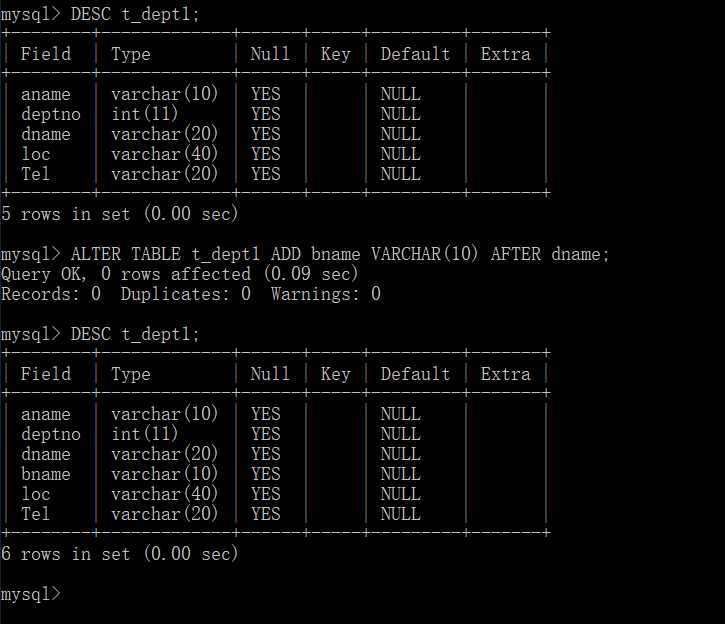 mysql> DESC t_dept1;
+--------+-------------+------+-----+---------+-------+
| Field  | Type        | Null | Key | Default | Extra |
+--------+-------------+------+-----+---------+-------+
| aname  | varchar(10) | YES  |     | NULL    |       |
| deptno | int(11)     | YES  |     | NULL    |       |
| dname  | varchar(20) | YES  |     | NULL    |       |
| loc    | varchar(40) | YES  |     | NULL    |       |
| Tel    | varchar(20) | YES  |     | NULL    |       |
+--------+-------------+------+-----+---------+-------+
5 rows in set (0.00 sec)
mysql> ALTER TABLE t_dept1 ADD bname VARCHAR(10) AFTER dname;
Query OK, 0 rows affected (0.09 sec)
Records: 0  Duplicates: 0  Warnings: 0
mysql> DESC t_dept1;
+--------+-------------+------+-----+---------+-------+
| Field  | Type        | Null | Key | Default | Extra |
+--------+-------------+------+-----+---------+-------+
| aname  | varchar(10) | YES  |     | NULL    |       |
| deptno | int(11)     | YES  |     | NULL    |       |
| dname  | varchar(20) | YES  |     | NULL    |       |
| bname  | varchar(10) | YES  |     | NULL    |       |
| loc    | varchar(40) | YES  |     | NULL    |       |
| Tel    | varchar(20) | YES  |     | NULL    |       |
+--------+-------------+------+-----+---------+-------+
6 rows in set (0.00 sec)
mysql>